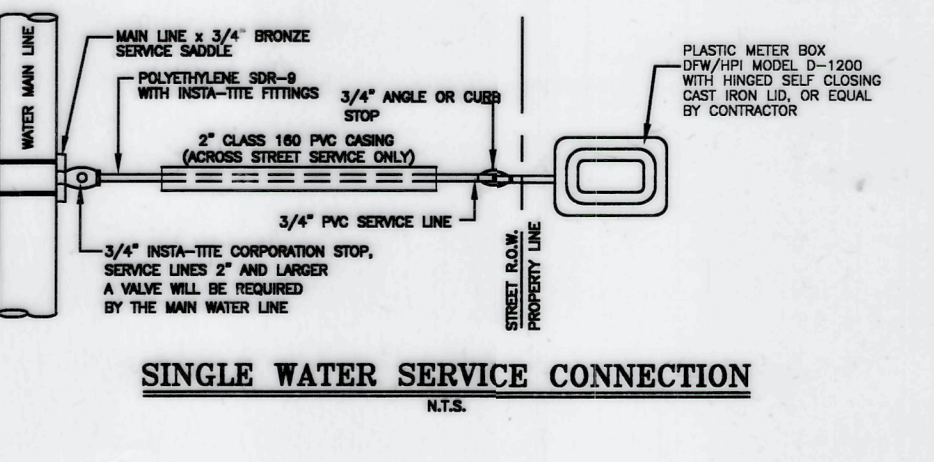 WATER MAIN LINE
MAIN LINE x 3/4" BRONZE
SERVICE SADDLE
POLYETHYLENE SDR-9
WITH INSTA-TITE FITTINGS
3/4" ANGLE OR CURB
STOP
2" CLASS 160 PVC CASING
(ACROSS STREET SERVICE ONLY)
PLASTIC METER BOX
DFW/HPI MODEL D-1200
WITH HINGED SELF CLOSING
CAST IRON LID, OR EQUAL
BY CONTRACTOR
3/4" PVC SERVICE LINE
3/4" INSTA-TITE CORPORATION STOP,
SERVICE LINES 2" AND LARGER
A VALVE WILL BE REQUIRED
BY THE MAIN WATER LINE
STREET R.O.W.
PROPERTY LINE
SINGLE WATER SERVICE CONNECTION
N.T.S.